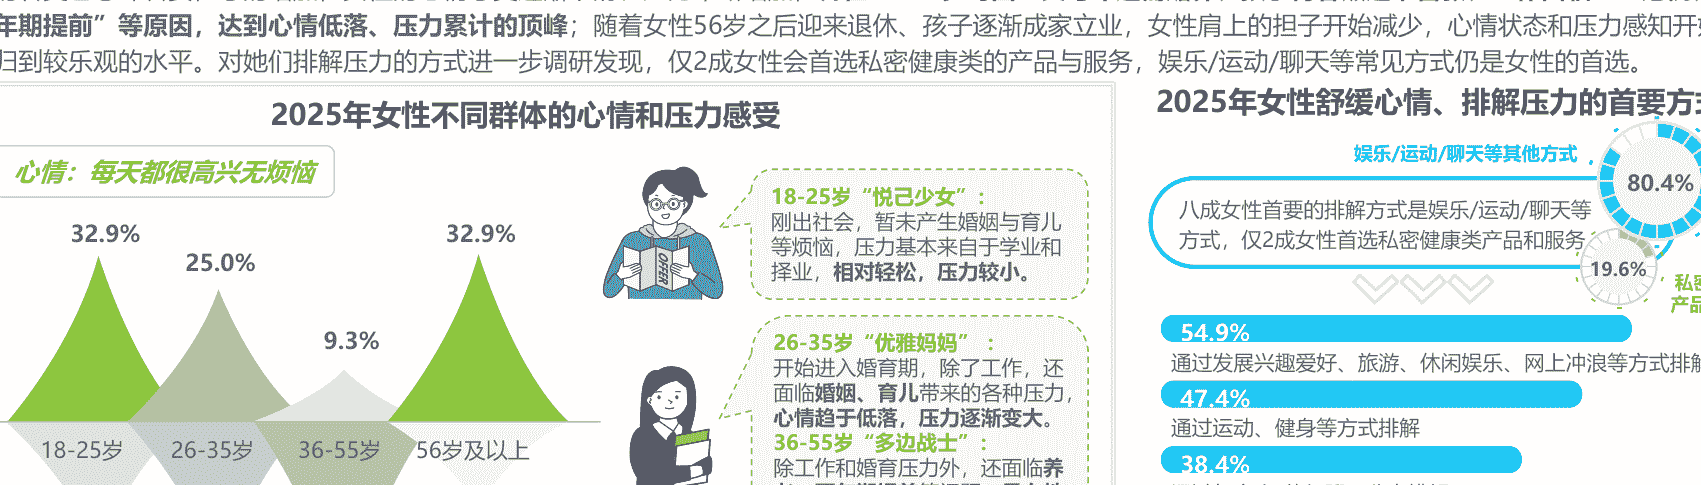 年期提前”等原因，达到心情低落、压力累计的顶峰；随着女性56岁之后迎来退休、孩子逐渐成家立业，女性肩上的担子开始减少，心情状态和压力感知开始
归到较乐观的水平。对她们排解压力的方式进一步调研发现，仅2成女性会首选私密健康类的产品与服务，娱乐/运动/聊天等常见方式仍是女性的首选。
2025年女性不同群体的心情和压力感受
心情：每天都很高兴无烦恼
32.9%
25.0%
9.3%
32.9%
18-25岁
26-35岁
36-55岁
56岁及以上
18-25岁“悦己少女”：
刚出社会，暂未产生婚姻与育儿
等烦恼，压力基本来自于学业和
择业，相对轻松，压力较小。
OFFER
26-35岁“优雅妈妈”：
开始进入婚育期，除了工作，还
面临婚姻、育儿带来的各种压力，
心情趋于低落，压力逐渐变大。
36-55岁“多边战士”：
除工作和婚育压力外，还面临养
2025年女性舒缓心情、排解压力的首要方式
娱乐/运动/聊天等其他方式
80.4%
八成女性首要的排解方式是娱乐/运动/聊天等
方式，仅2成女性首选私密健康类产品和服务
19.6%
私密
产品
54.9%
通过发展兴趣爱好、旅游、休闲娱乐、网上冲浪等方式排解
47.4%
通过运动、健身等方式排解
38.4%